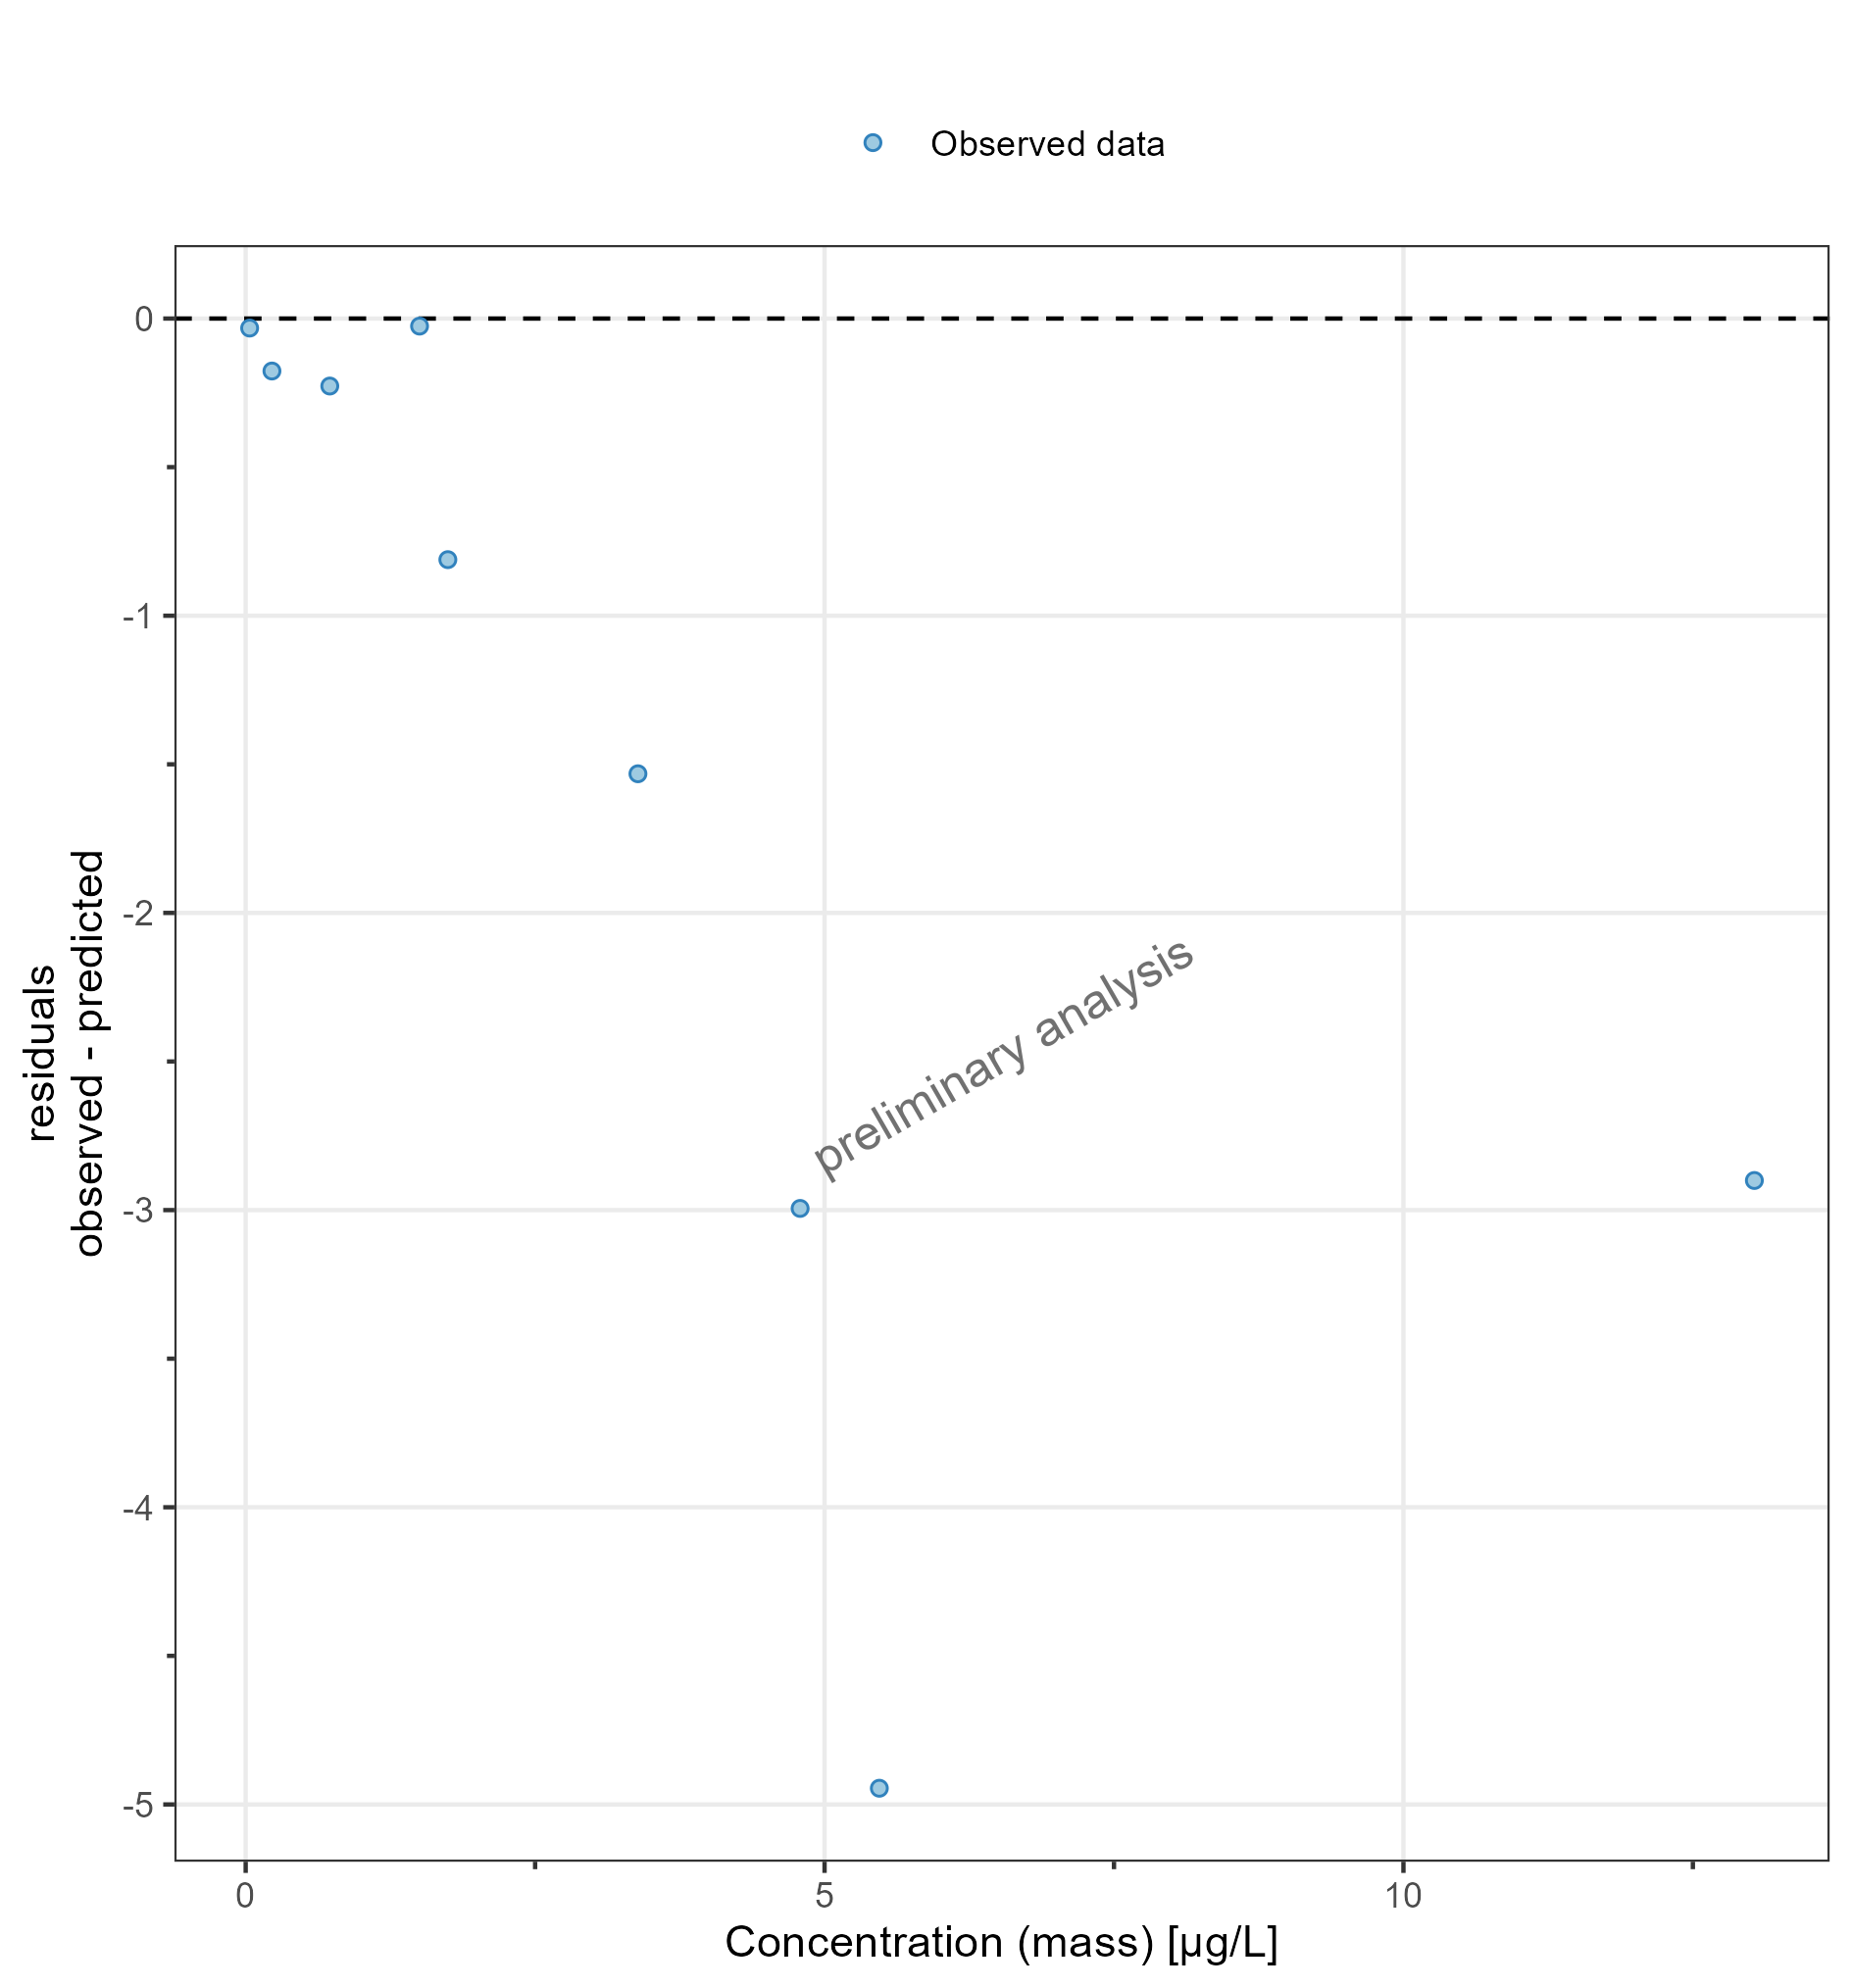 Observed data
0
-1
-2
-3
-4
-5
residuals
observed - predicted
preliminary analysis
0 5 10
Concentration (mass) [µg/L]